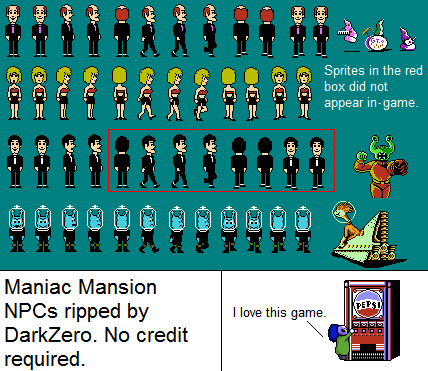 Sprites in the red
box did not
appear in-game.
Maniac Mansion
NPCs ripped by
DarkZero. No credit
required.
I love this game.
PEPSI